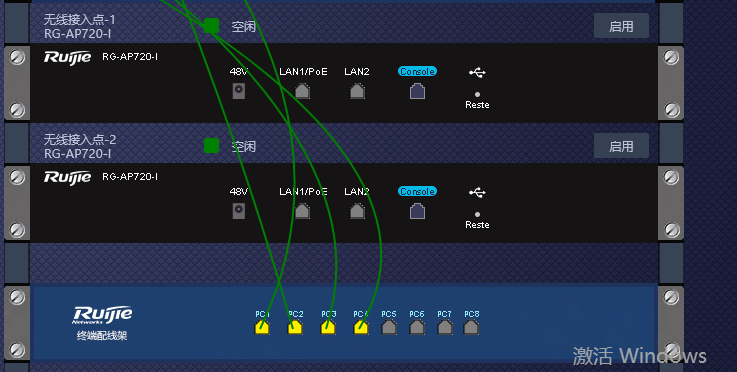 无线接入点-1
RG-AP720-I
空闲
启用
Ruijie RG-AP720-I
48V LAN1/PoE LAN2 Console
Reste
无线接入点-2
RG-AP720-I
空闲
启用
Ruijie RG-AP720-I
48V LAN1/PoE LAN2 Console
Reste
Ruijie
Networks
终端配线架
PC1 PC2 PC3 PC4 PC5 PC6 PC7 PC8
激活 Windows